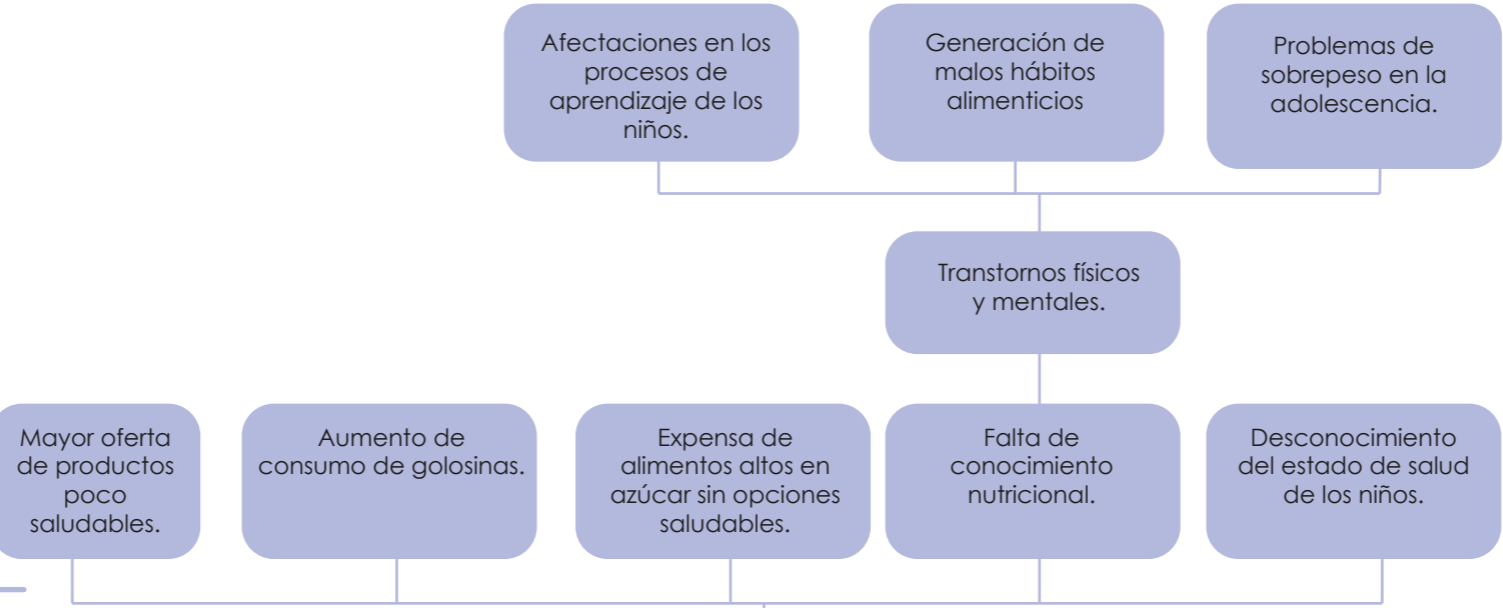 Afectaciones en los
procesos de
aprendizaje de los
niños.
Generación de
malos hábitos
alimenticios
Problemas de
sobrepeso en la
adolescencia.
Transtornos físicos
y mentales.
Mayor oferta
de productos
poco
saludables.
Aumento de
consumo de golosinas.
Expensa de
alimentos altos en
azúcar sin opciones
saludables.
Falta de
conocimiento
nutricional.
Desconocimiento
del estado de salud
de los niños.